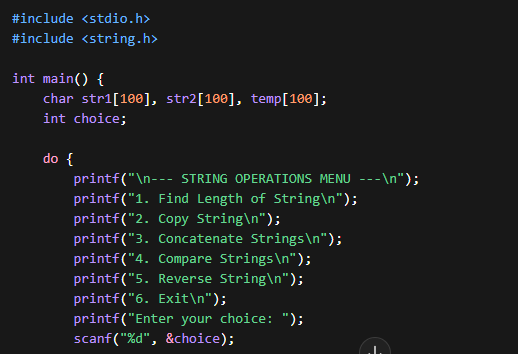 #include <stdio.h>
#include <string.h>

int main() {
    char str1[100], str2[100], temp[100];
    int choice;

    do {
        printf("\n--- STRING OPERATIONS MENU ---\n");
        printf("1. Find Length of String\n");
        printf("2. Copy String\n");
        printf("3. Concatenate Strings\n");
        printf("4. Compare Strings\n");
        printf("5. Reverse String\n");
        printf("6. Exit\n");
        printf("Enter your choice: ");
        scanf("%d", &choice);